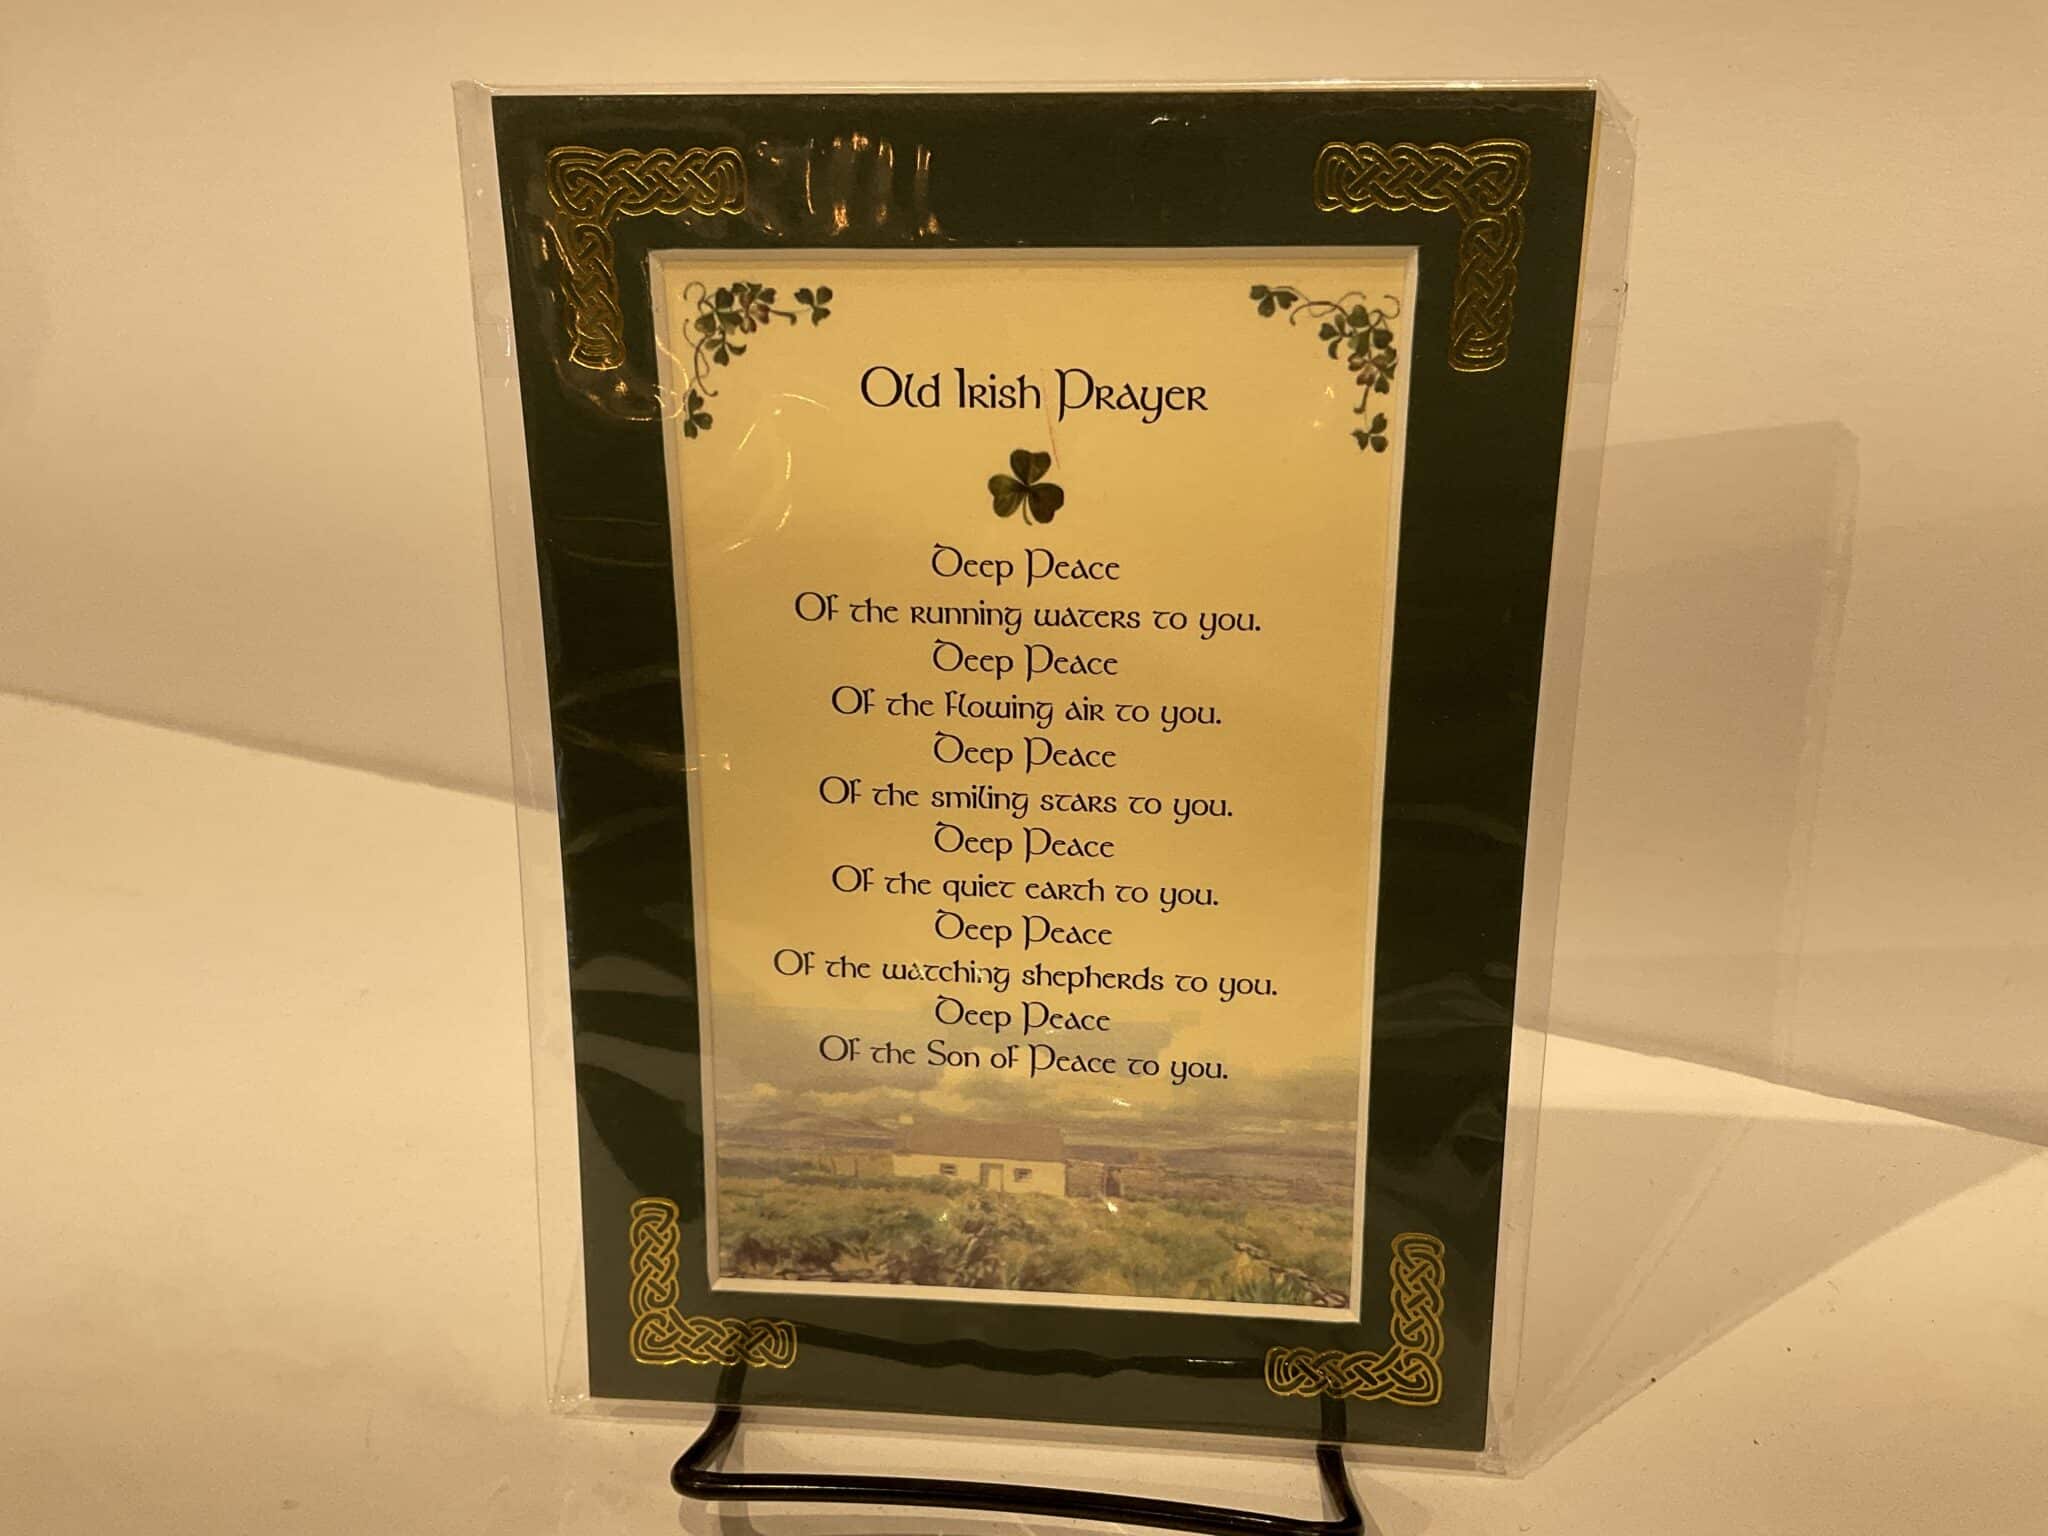 Old Irish Prayer
Deep Peace
Of the running waters to you.
Deep Peace
Of the flowing air to you.
Deep Peace
Of the smiling stars to you.
Deep Peace
Of the quiet earth to you.
Deep Peace
Of the watching shepherds to you.
Deep Peace
Of the Son of Peace to you.